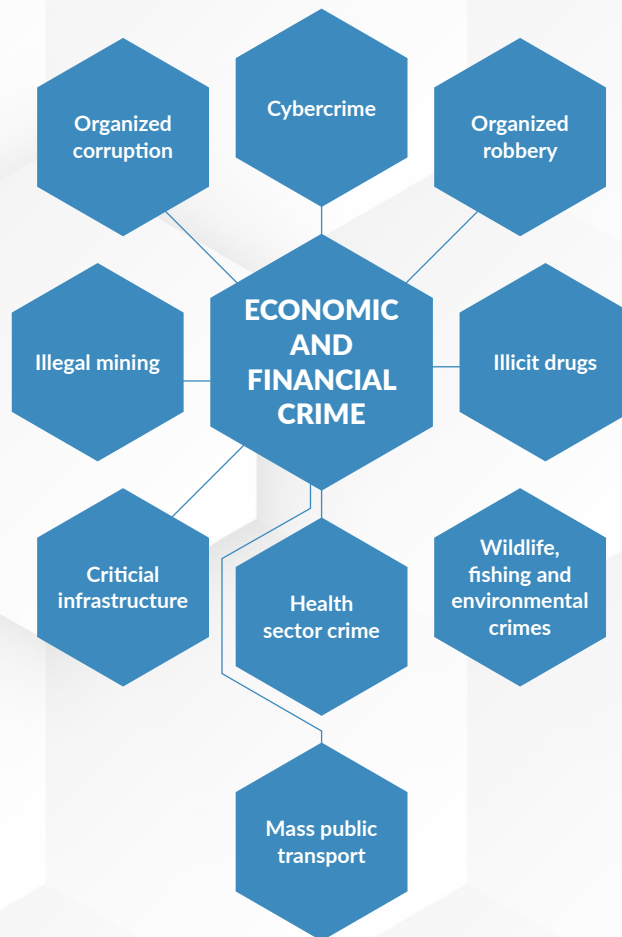 Cybercrime
Organized
corruption
Organized
robbery
ECONOMIC
AND
FINANCIAL
CRIME
Illegal mining
Illicit drugs
Criticial
infrastructure
Health
sector crime
Wildlife,
fishing and
environmental
crimes
Mass public
transport